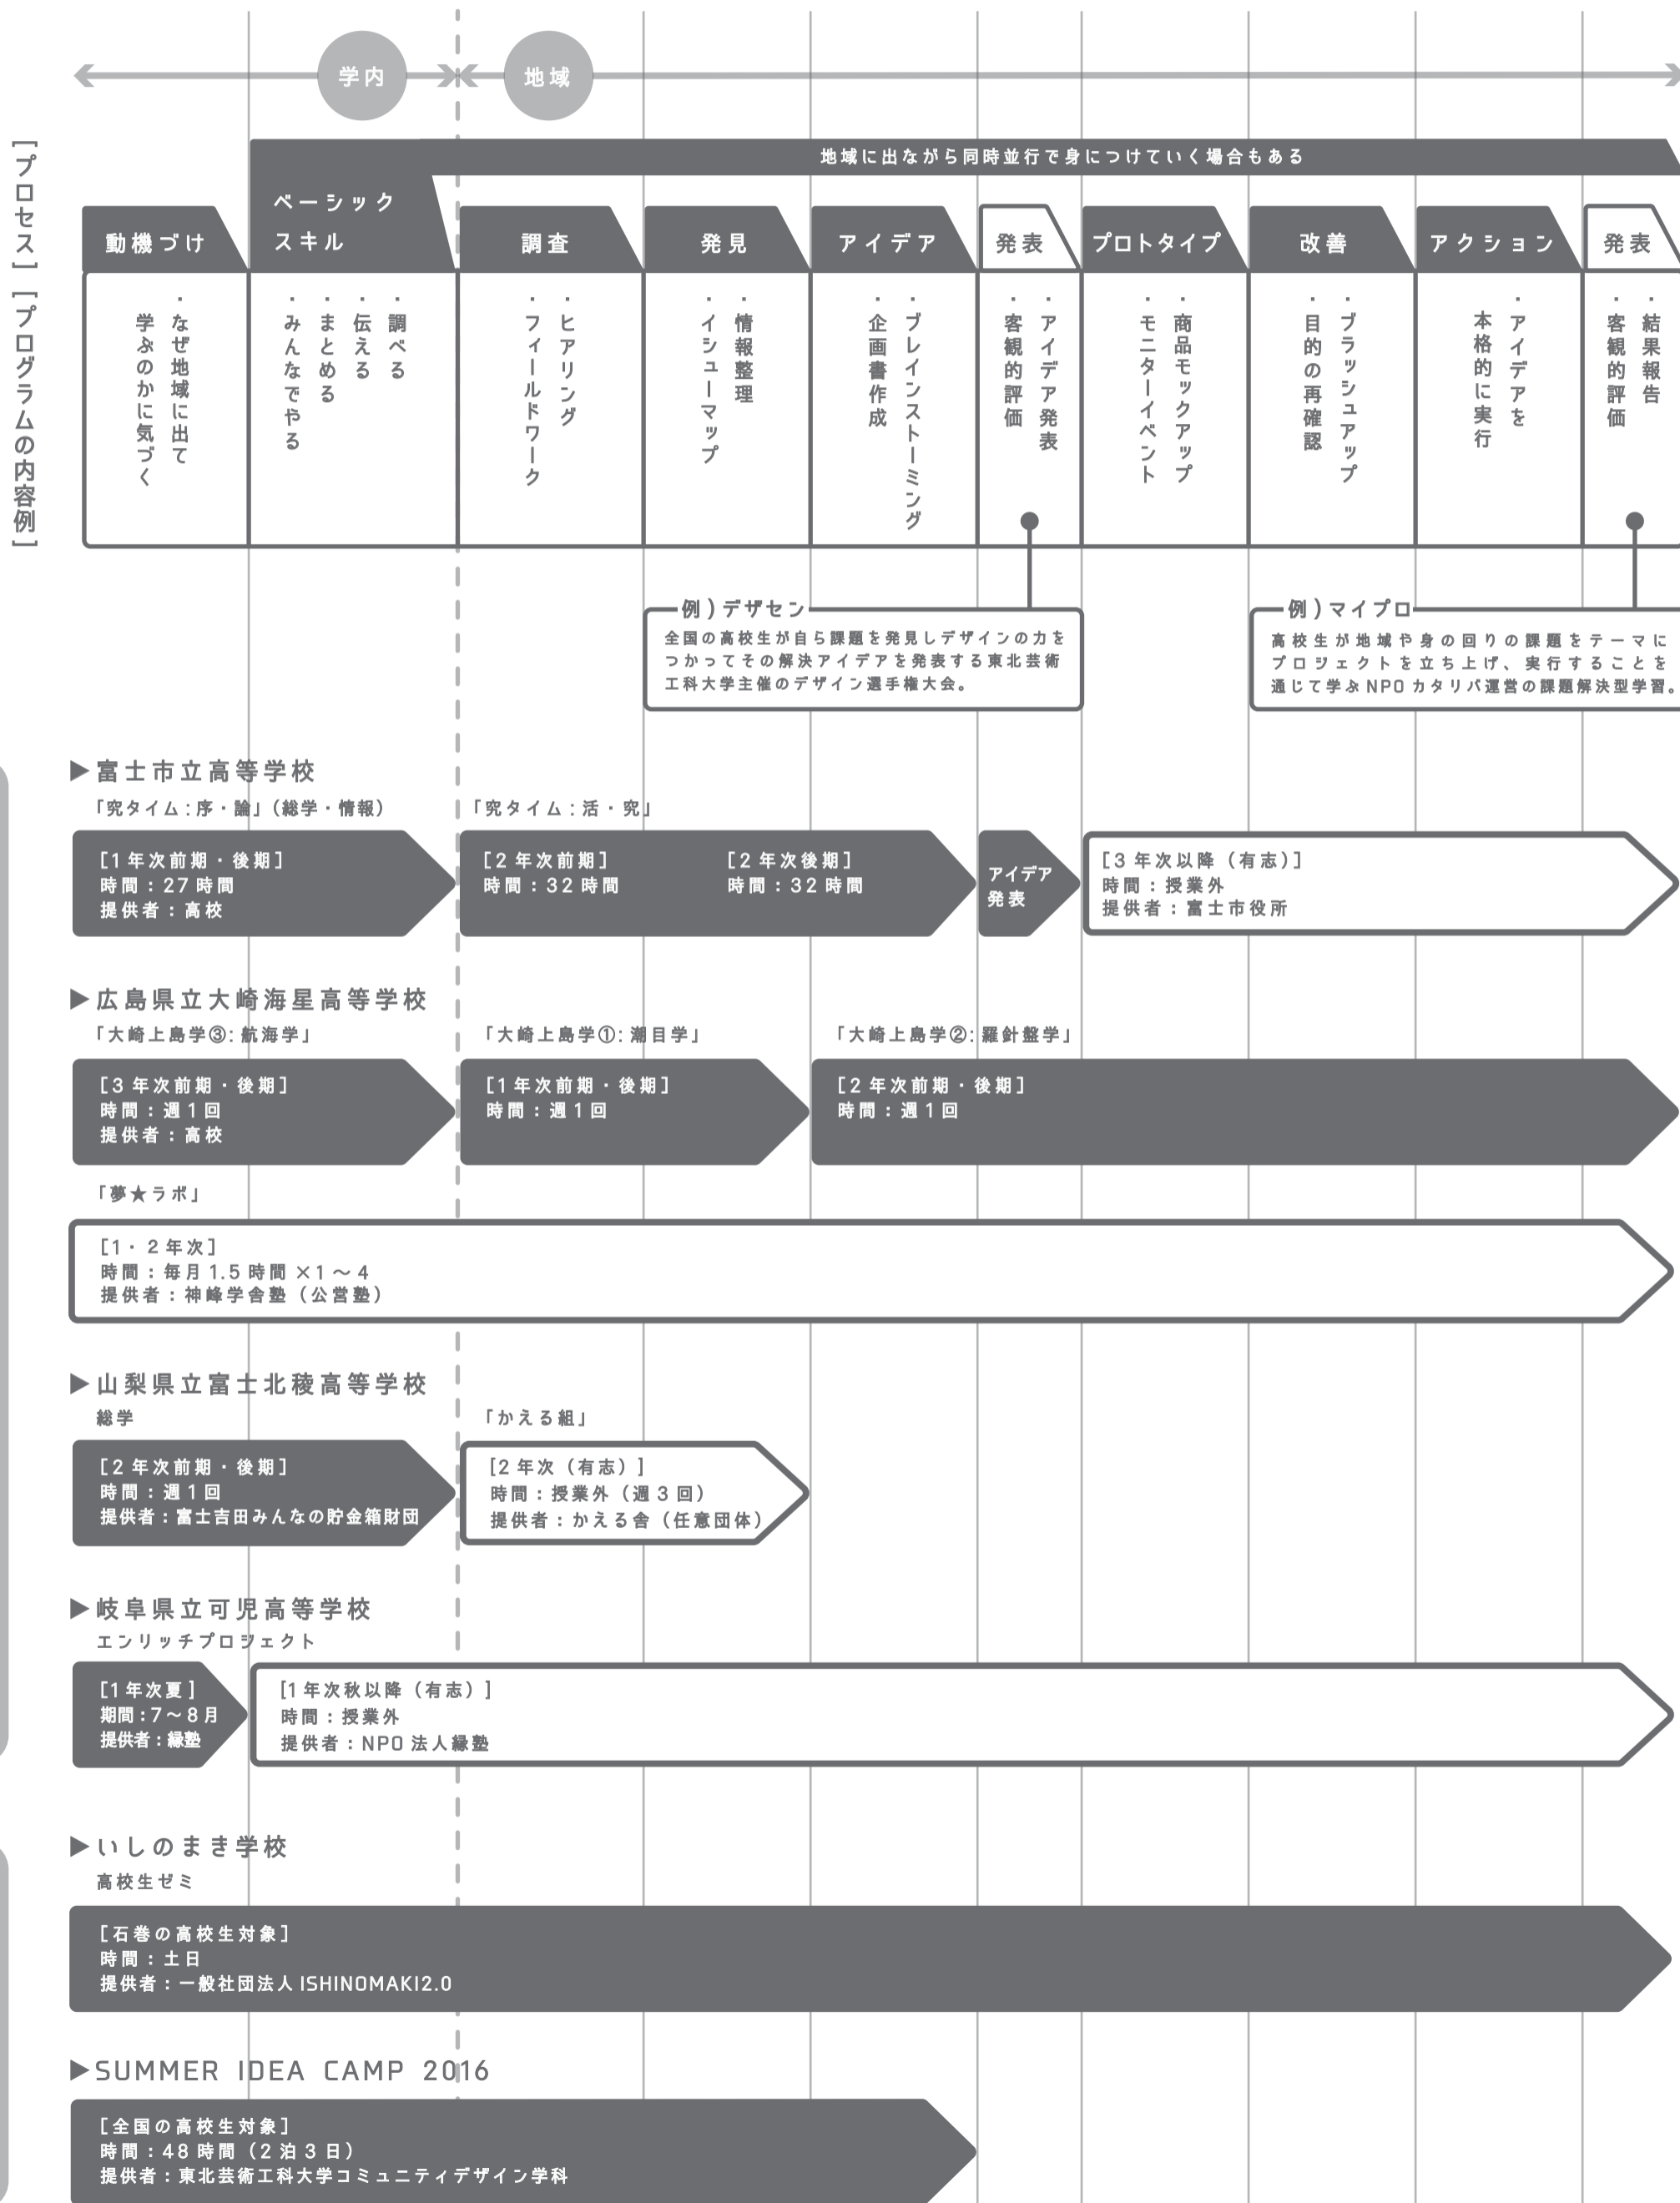 学内
地域
[プロセス]
[プログラムの内容例]
地域に出ながら同時並行で身につけていく場合もある
動機づけ
ベーシック
スキル
調査
発見
アイデア
発表
プロトタイプ
改善
アクション
発表
・なぜ地域に出て
学ぶのかに気づく
・調べる
・伝える
・まとめる
・みんなでやる
・ヒアリング
・フィールドワーク
・情報整理
・イシューマップ
・ブレインストーミング
・企画書作成
・アイデア発表
・客観的評価
・商品モックアップ
・モニターイベント
・ブラッシュアップ
・目的の再確認
・アイデアを
本格的に実行
・結果報告
・客観的評価
例）デザセン
全国の高校生が自ら課題を発見しデザインの力を
つかってその解決アイデアを発表する東北芸術
工科大学主催のデザイン選手権大会。
例）マイプロ
高校生が地域や身の回りの課題をテーマに
プロジェクトを立ち上げ、実行することを
通じて学ぶNPOカタリバ運営の課題解決型学習。
▶富士市立高等学校
「究タイム：序・論」（総学・情報）
[1年次前期・後期]
時間：27時間
提供者：高校
「究タイム：活・究」
[2年次前期]
時間：32時間
[2年次後期]
時間：32時間
アイデア
発表
[3年次以降（有志）]
時間：授業外
提供者：富士市役所
▶広島県立大崎海星高等学校
「大崎上島学③：航海学」
[3年次前期・後期]
時間：週1回
提供者：高校
「大崎上島学①：潮目学」
[1年次前期・後期]
時間：週1回
「大崎上島学②：羅針盤学」
[2年次前期・後期]
時間：週1回
「夢★ラボ」
[1・2年次]
時間：毎月1.5時間×1〜4
提供者：神峰学舎塾（公営塾）
▶山梨県立富士北稜高等学校
総学
[2年次前期・後期]
時間：週1回
提供者：富士吉田みんなの貯金箱財団
「かえる組」
[2年次（有志）]
時間：授業外（週3回）
提供者：かえる舎（任意団体）
▶岐阜県立可児高等学校
エンリッチプロジェクト
[1年次夏]
期間：7〜8月
提供者：縁塾
[1年次秋以降（有志）]
時間：授業外
提供者：NPO法人縁塾
▶いしのまき学校
高校生ゼミ
[石巻の高校生対象]
時間：土日
提供者：一般社団法人ISHINOMAKI2.0
▶SUMMER IDEA CAMP 2016
[全国の高校生対象]
時間：48時間（2泊3日）
提供者：東北芸術工科大学コミュニティデザイン学科